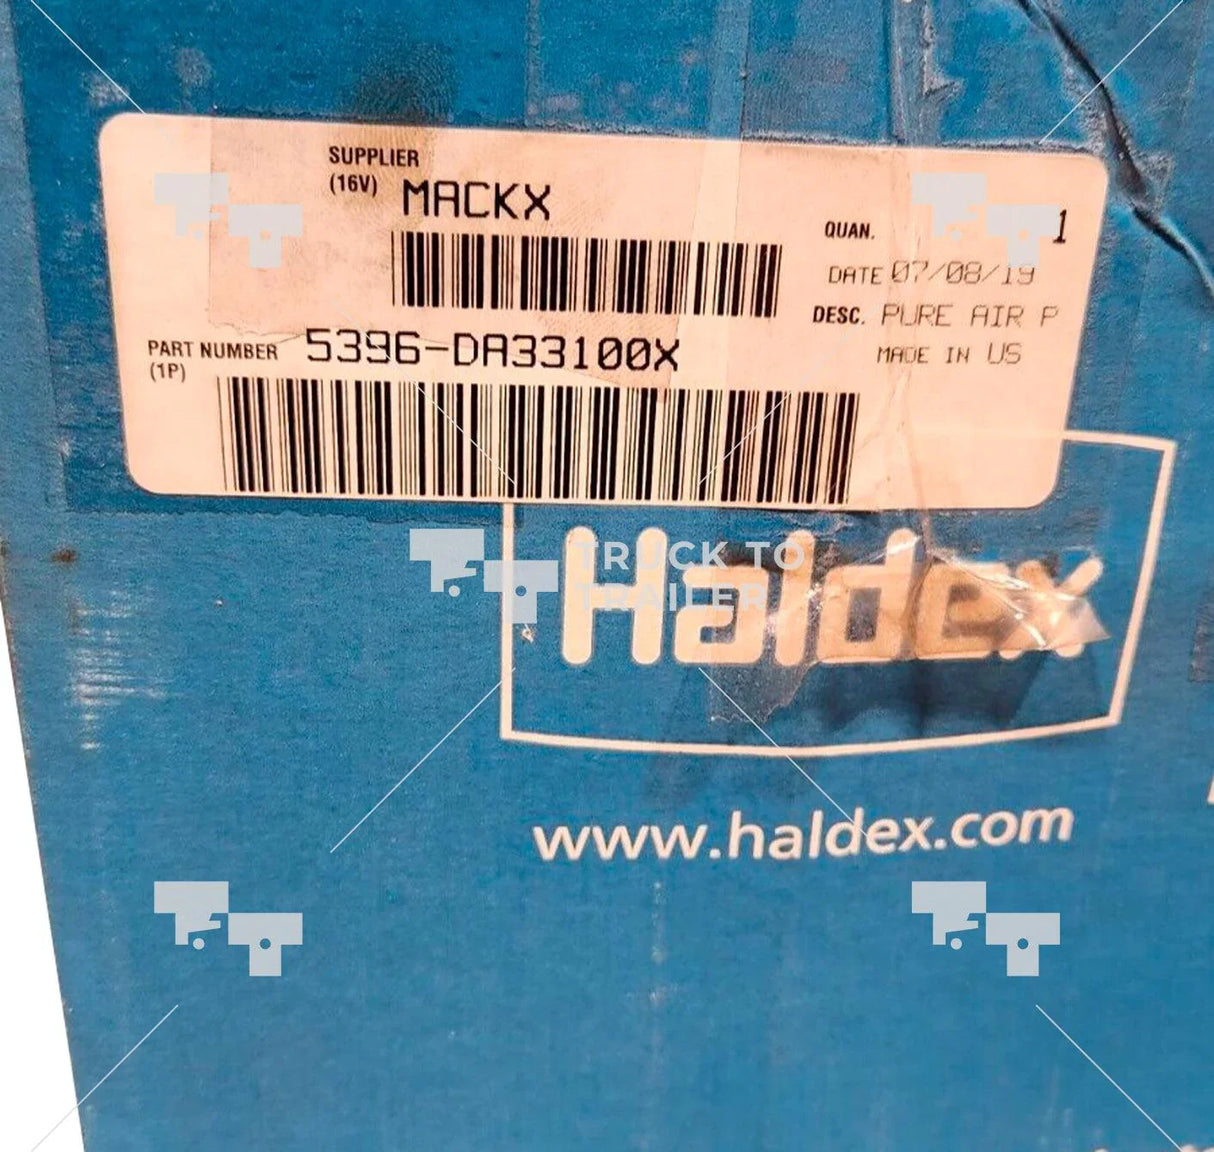 SUPPLIER
(16V) MACKX
QUAN. 1
DATE 07/08/19
DESC. PURE AIR P
MADE IN US
PART NUMBER 5396-DA33100X
(1P)
TRUCK TO
TRAILER
Haldex
www.haldex.com